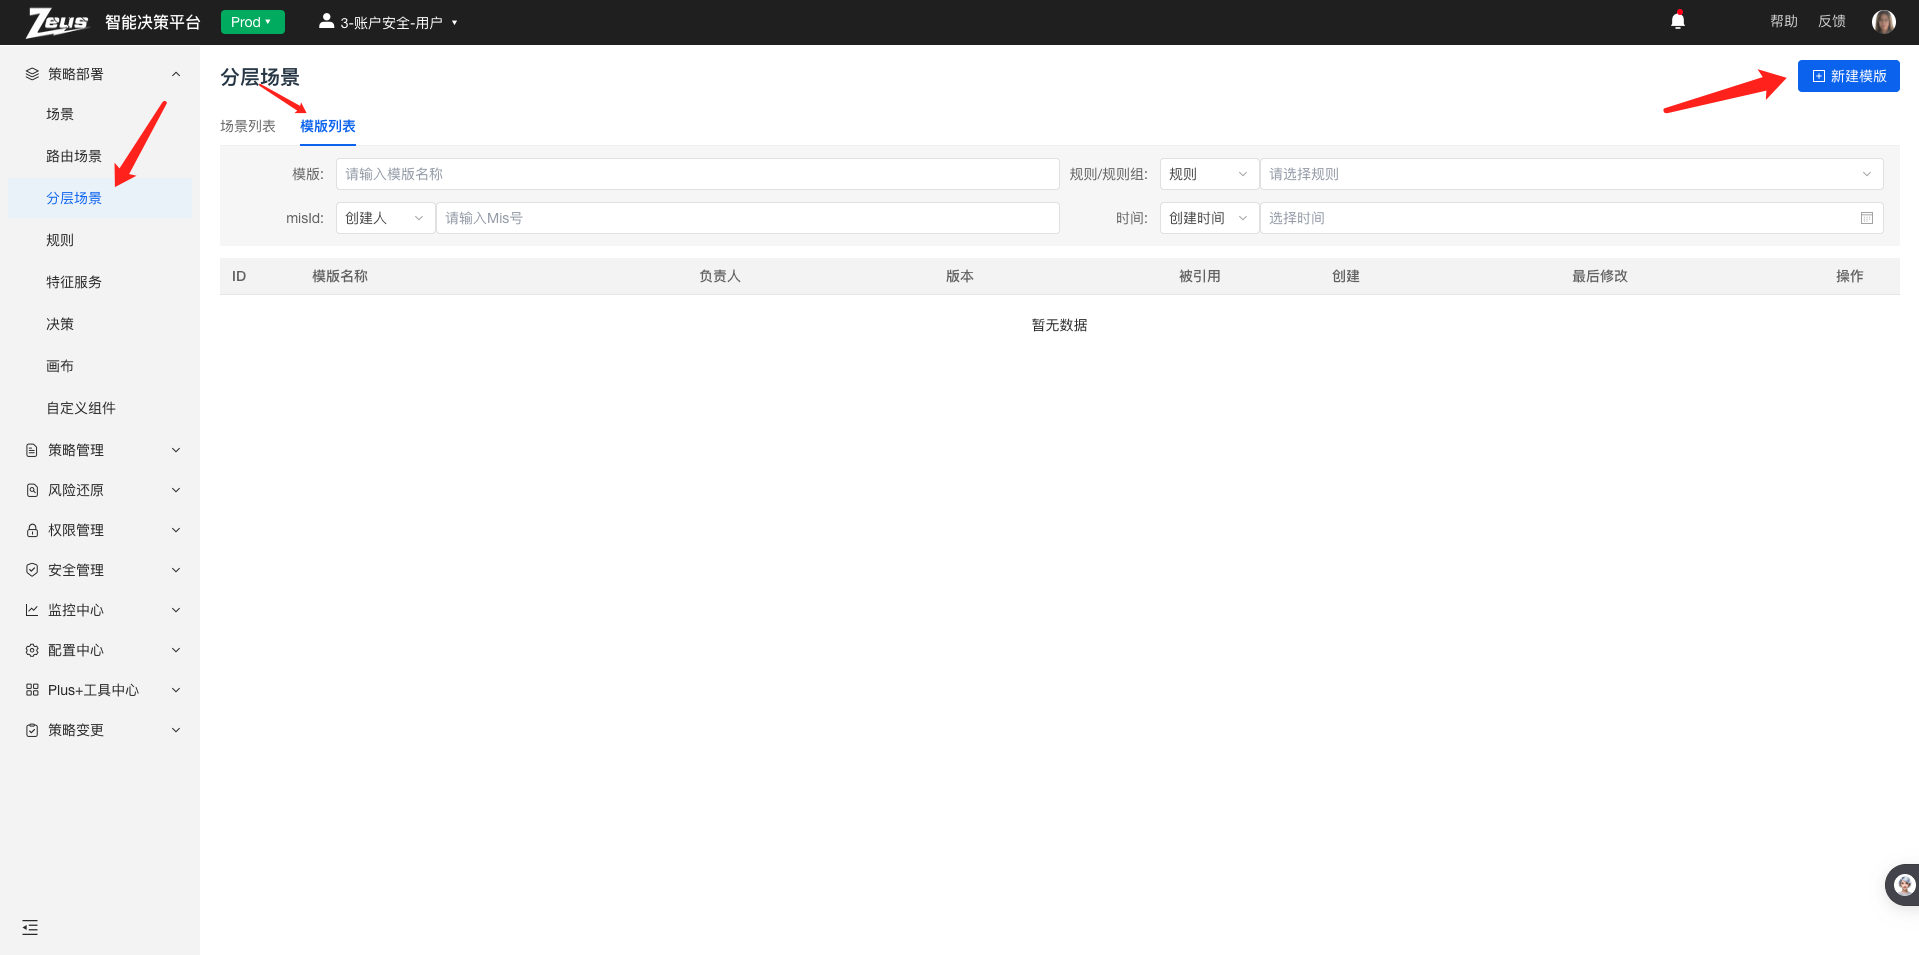 Zeus 智能决策平台 Prod 3-账户安全-用户 帮助 反馈
策略部署
场景
路由场景
分层场景
规则
特征服务
决策
画布
自定义组件
策略管理
风险还原
权限管理
安全管理
监控中心
配置中心
Plus+工具中心
策略变更
分层场景
新建模版
场景列表 模版列表
模版: 请输入模版名称 规则/规则组: 规则 请选择规则
misId: 创建人 请输入Mis号 时间: 创建时间 选择时间
ID 模版名称 负责人 版本 被引用 创建 最后修改 操作
暂无数据